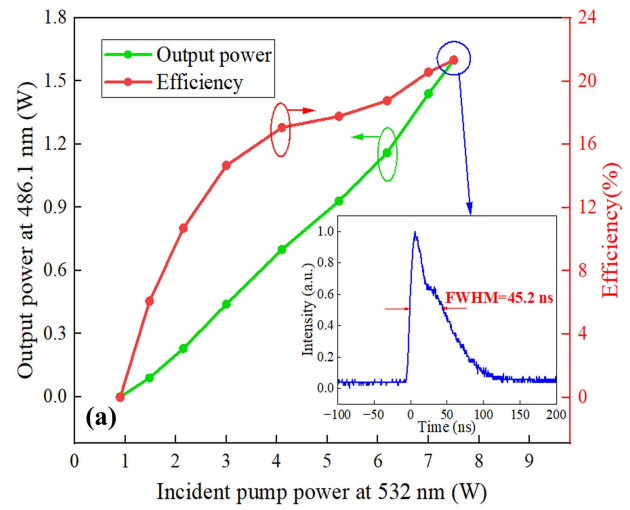 1.8
1.5
1.2
0.9
0.6
0.3
0.0
Output power at 486.1 nm (W)
Output power
Efficiency
24
20
16
12
8
4
0
Efficiency(%)
1.0
0.8
0.6
0.4
0.2
0.0
Intensity (a.u.)
FWHM=45.2 ns
-100 -50 0 50 100 150 200
Time (ns)
(a)
0 1 2 3 4 5 6 7 8 9
Incident pump power at 532 nm (W)